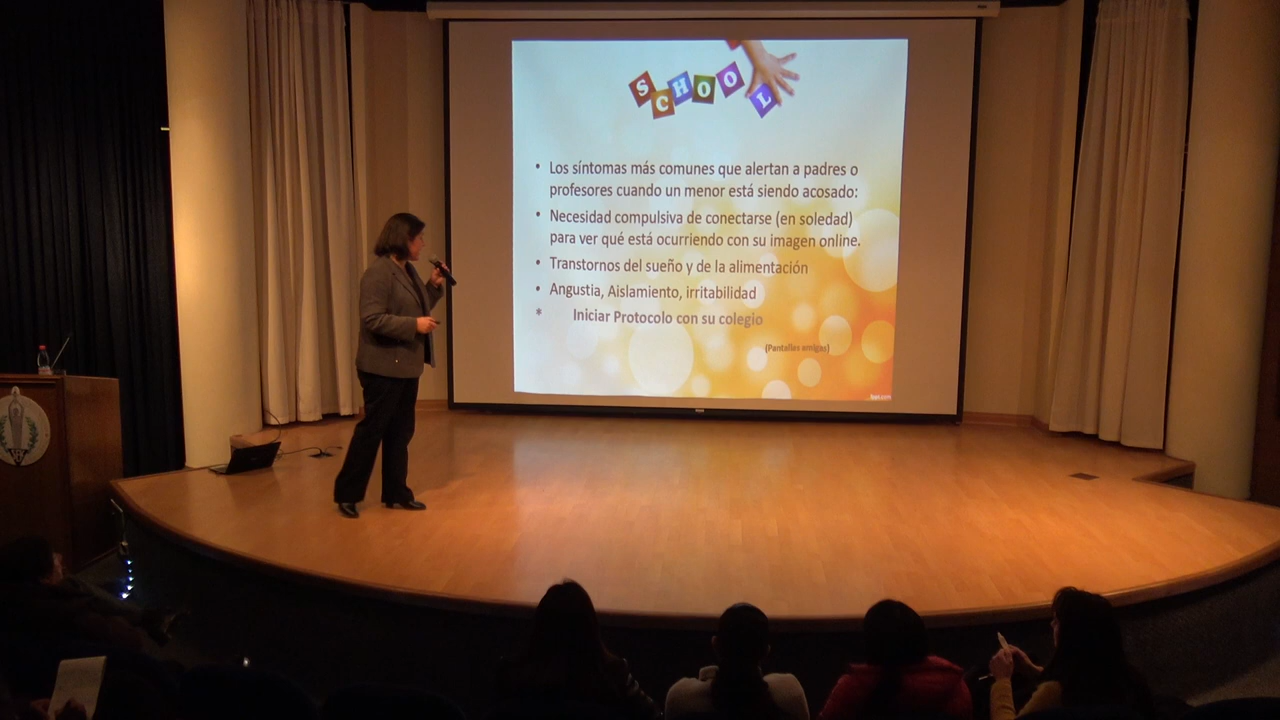 SCHOOL
• Los síntomas más comunes que alertan a padres o
profesores cuando un menor está siendo acosado:
• Necesidad compulsiva de conectarse (en soledad)
para ver qué está ocurriendo con su imagen online.
• Transtornos del sueño y de la alimentación
• Angustia, Aislamiento, irritabilidad
* Iniciar Protocolo con su colegio
(Pantallas amigas)